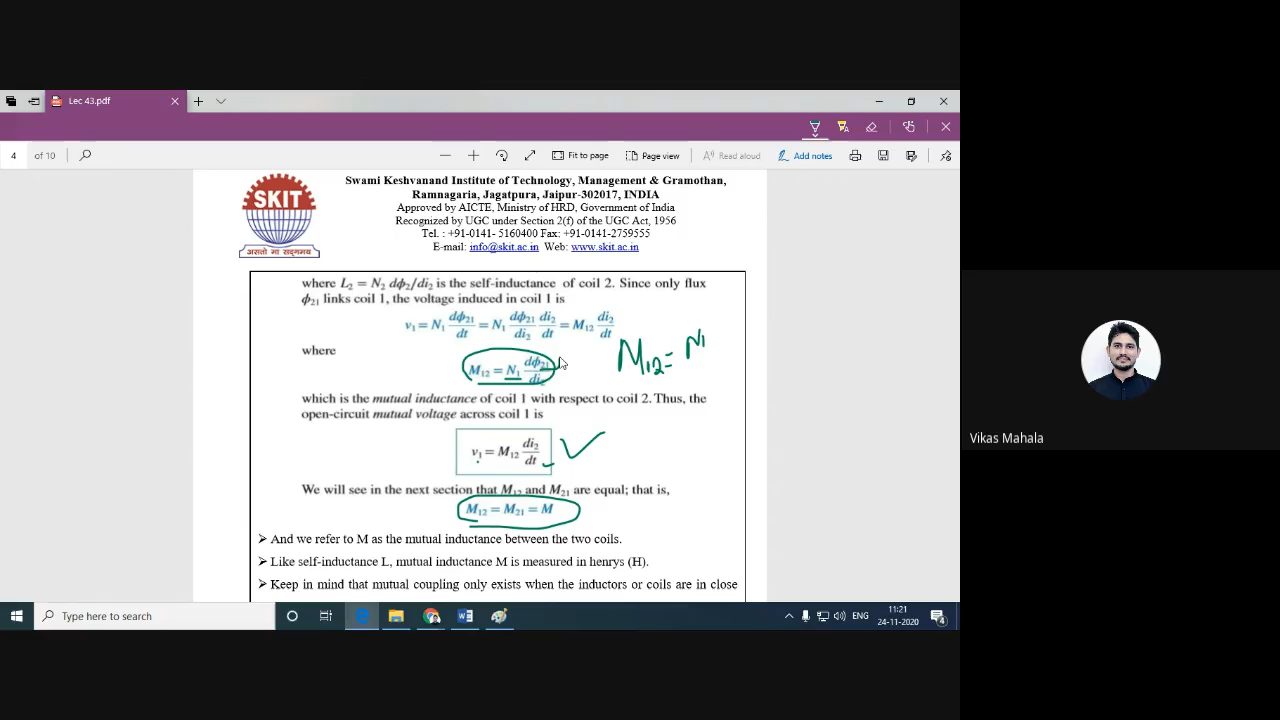 Lec 43.pdf
4 of 10
Fit to page
Page view
Read aloud
Add notes
Swami Keshvanand Institute of Technology, Management & Gramothan,
Ramnagaria, Jagatpura, Jaipur-302017, INDIA
Approved by AICTE, Ministry of HRD, Government of India
Recognized by UGC under Section 2(f) of the UGC Act, 1956
Tel. : +91-0141- 5160400 Fax: +91-0141-2759555
E-mail: info@skit.ac.in Web: www.skit.ac.in
SKIT
where L₂ = N₂ dϕ₂/di₂ is the self-inductance of coil 2. Since only flux
ϕ₂₁ links coil 1, the voltage induced in coil 1 is
v₁ = N₁ dϕ₂₁/dt = N₁ dϕ₂₁/di₂ di₂/dt = M₁₂ di₂/dt
where
M₁₂ = N₁ dϕ₂₁/di₂
M₁₂ = N₁
which is the mutual inductance of coil 1 with respect to coil 2. Thus, the
open-circuit mutual voltage across coil 1 is
v₁ = M₁₂ di₂/dt
We will see in the next section that M₁₂ and M₂₁ are equal; that is,
M₁₂ = M₂₁ = M
➢ And we refer to M as the mutual inductance between the two coils.
➢ Like self-inductance L, mutual inductance M is measured in henrys (H).
➢ Keep in mind that mutual coupling only exists when the inductors or coils are in close
Vikas Mahala
Type here to search
ENG
11:21
24-11-2020
4